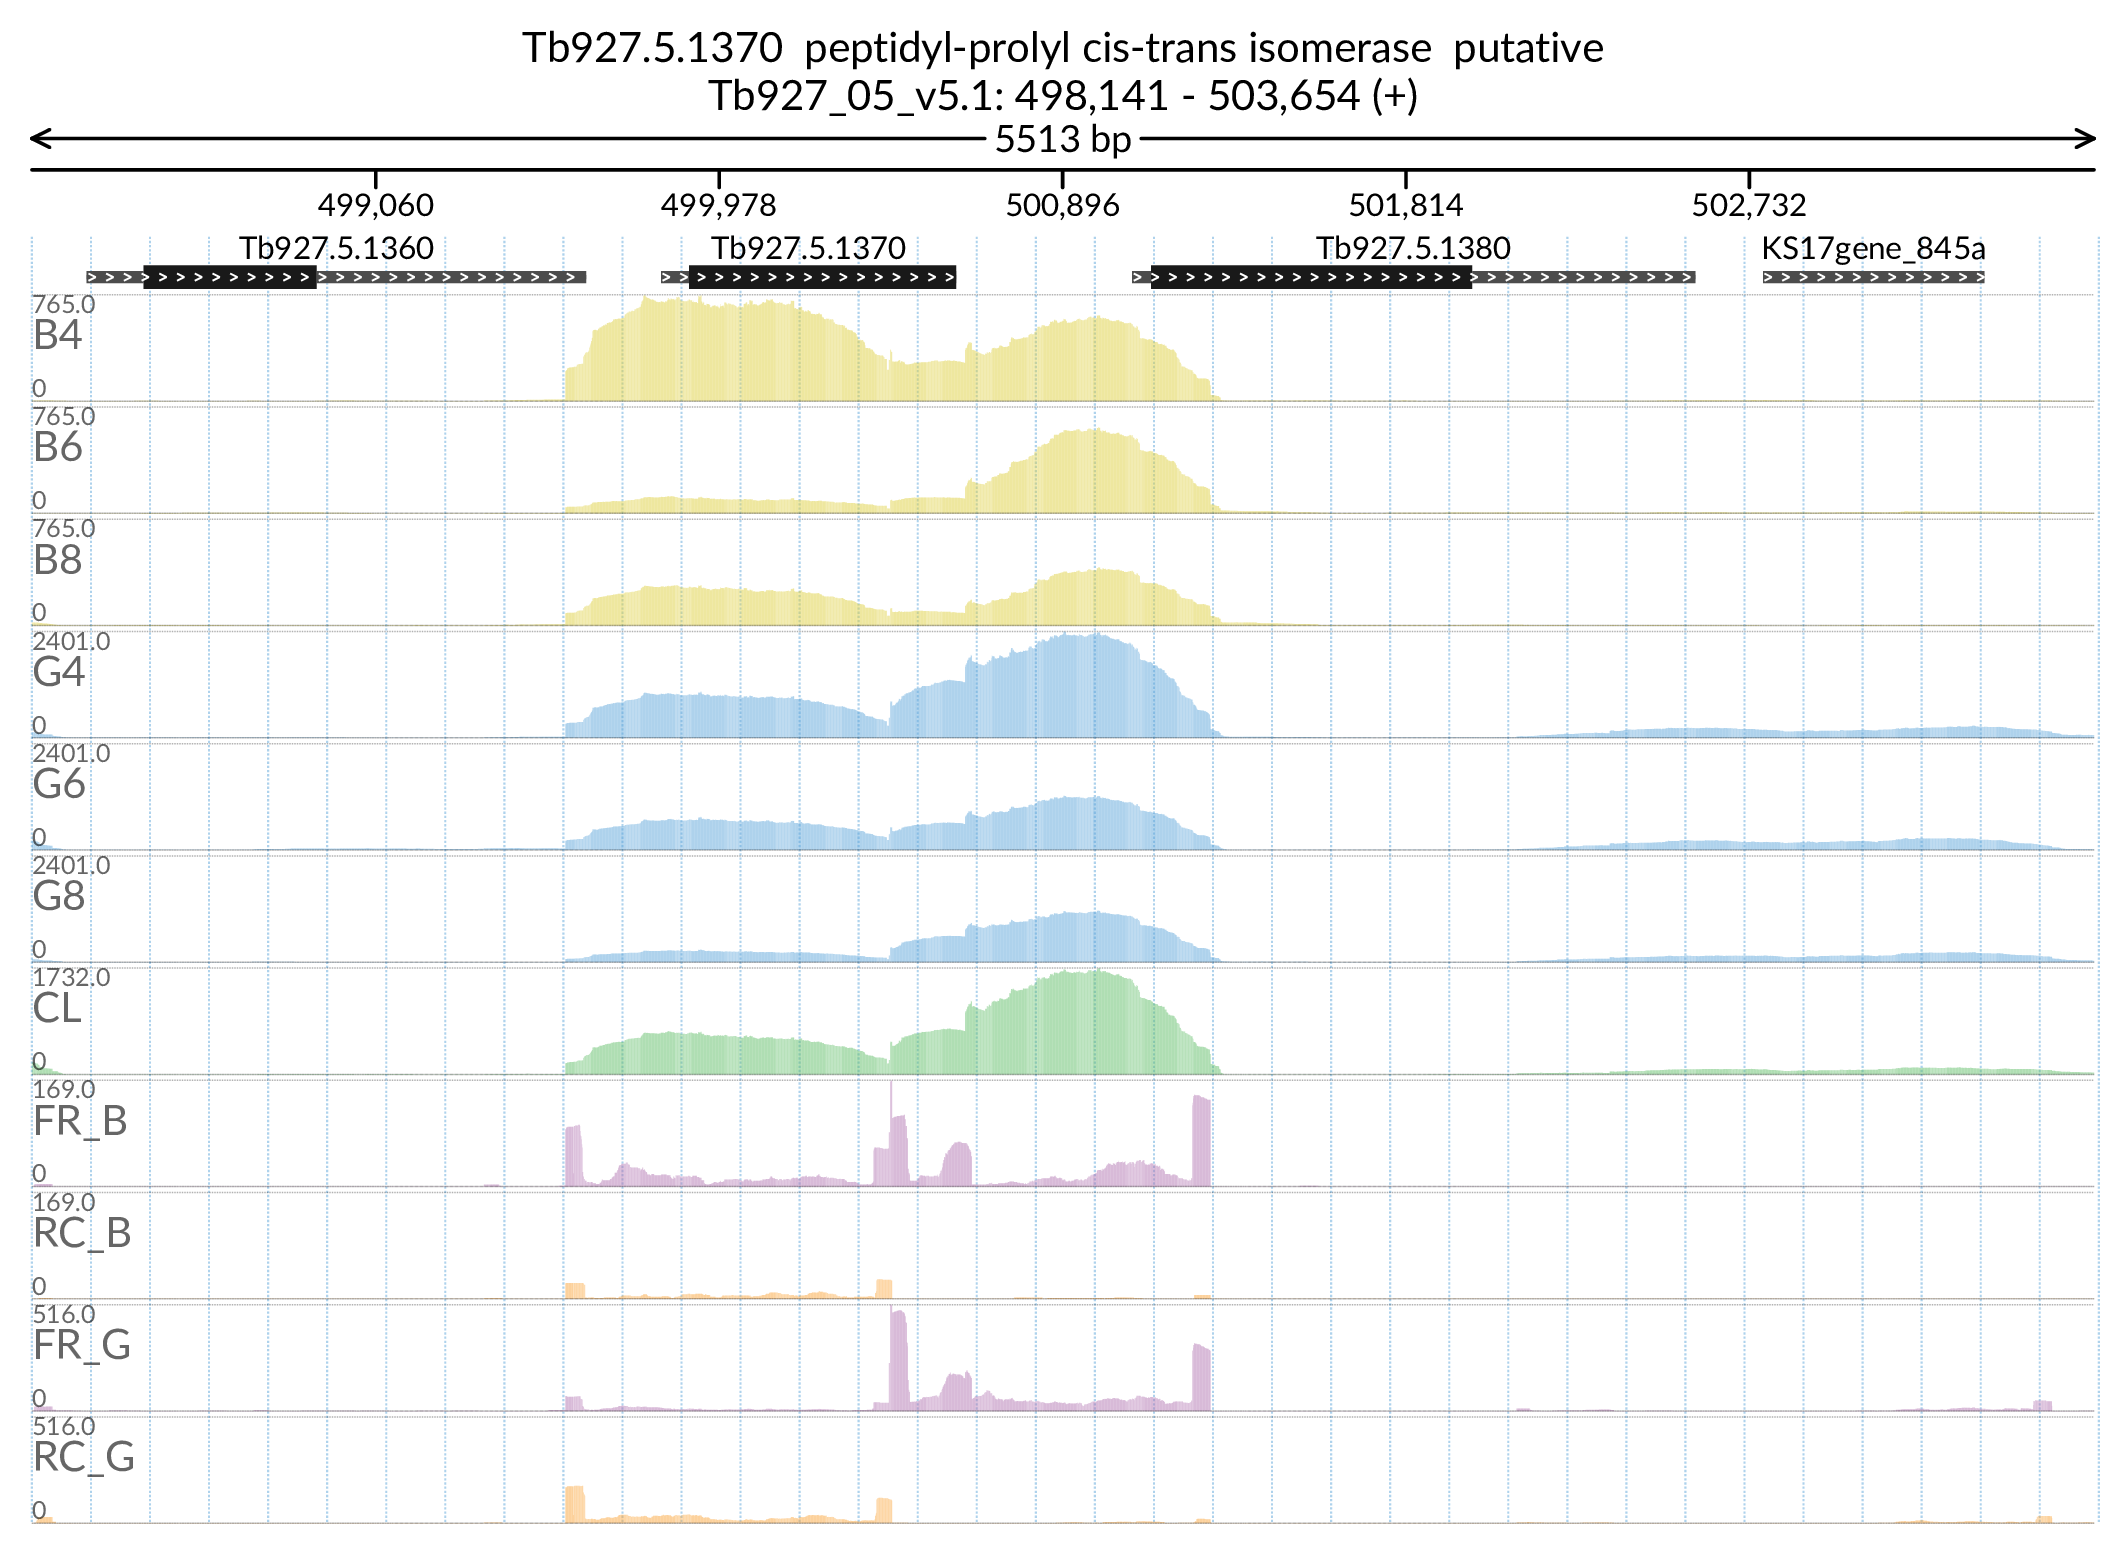 Tb927.5.1370  peptidyl-prolyl cis-trans isomerase  putative
Tb927_05_v5.1: 498,141 - 503,654 (+)
5513 bp
499,060 499,978 500,896 501,814 502,732
Tb927.5.1360 Tb927.5.1370 Tb927.5.1380 KS17gene_845a
765.0
B4
0
765.0
B6
0
765.0
B8
0
2401.0
G4
0
2401.0
G6
0
2401.0
G8
0
1732.0
CL
0
169.0
FR_B
0
169.0
RC_B
0
516.0
FR_G
0
516.0
RC_G
0